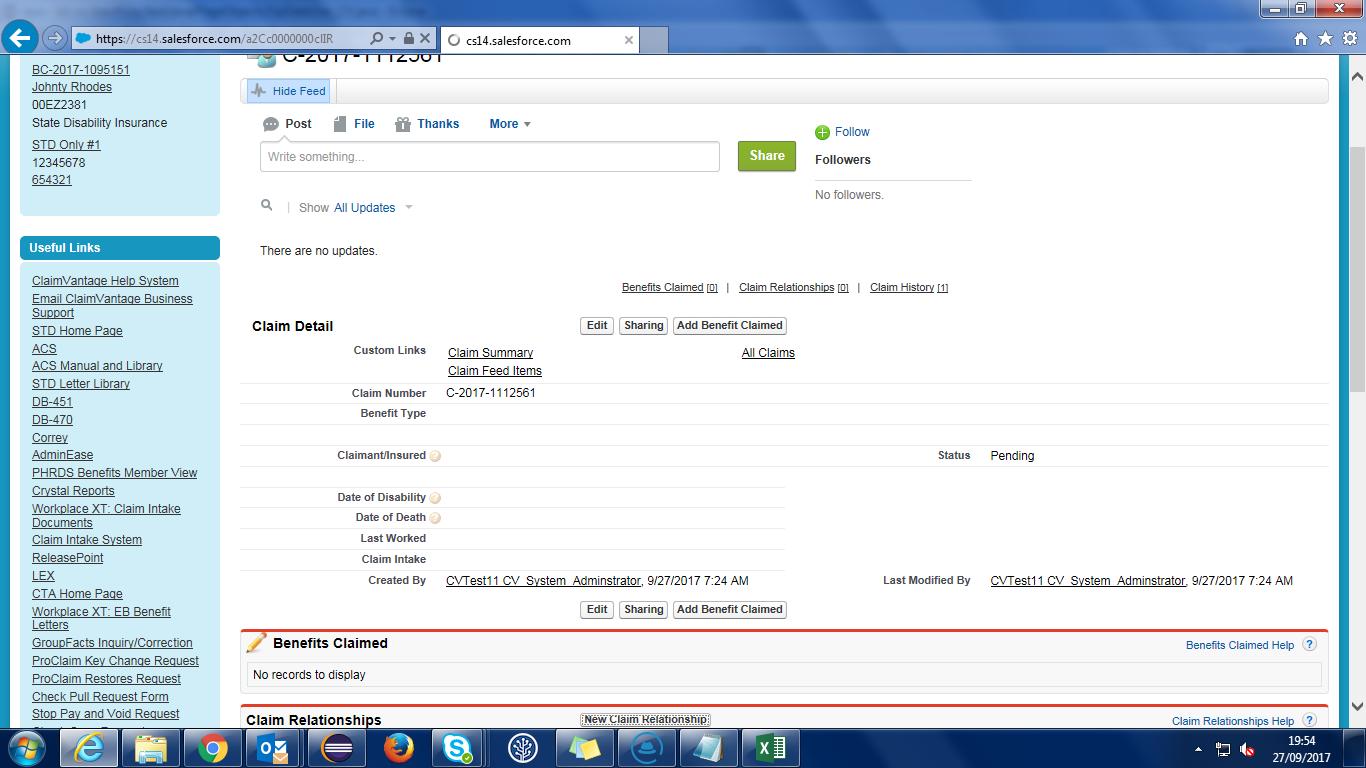 https://cs14.salesforce.com/a2Cc0000000cIIR
cs14.salesforce.com
C-2017-1112561
BC-2017-1095151
Johnty Rhodes
00EZ2381
State Disability Insurance
STD Only #1
12345678
654321
Useful Links
ClaimVantage Help System
Email ClaimVantage Business
Support
STD Home Page
ACS
ACS Manual and Library
STD Letter Library
DB-451
DB-470
Correy
AdminEase
PHRDS Benefits Member View
Crystal Reports
Workplace XT: Claim Intake
Documents
Claim Intake System
ReleasePoint
LEX
CTA Home Page
Workplace XT: EB Benefit
Letters
GroupFacts Inquiry/Correction
ProClaim Key Change Request
ProClaim Restores Request
Check Pull Request Form
Stop Pay and Void Request
Hide Feed
Post File Thanks More
Write something...
Share
Follow
Followers
No followers.
Show All Updates
There are no updates.
Benefits Claimed [0] | Claim Relationships [0] | Claim History [1]
Claim Detail Edit Sharing Add Benefit Claimed
Custom Links Claim Summary All Claims
Claim Feed Items
Claim Number C-2017-1112561
Benefit Type
Claimant/Insured Status Pending
Date of Disability
Date of Death
Last Worked
Claim Intake
Created By CVTest11 CV_System_Adminstrator, 9/27/2017 7:24 AM Last Modified By CVTest11 CV_System_Adminstrator, 9/27/2017 7:24 AM
Edit Sharing Add Benefit Claimed
Benefits Claimed Benefits Claimed Help ?
No records to display
Claim Relationships New Claim Relationship Claim Relationships Help ?
19:54
27/09/2017